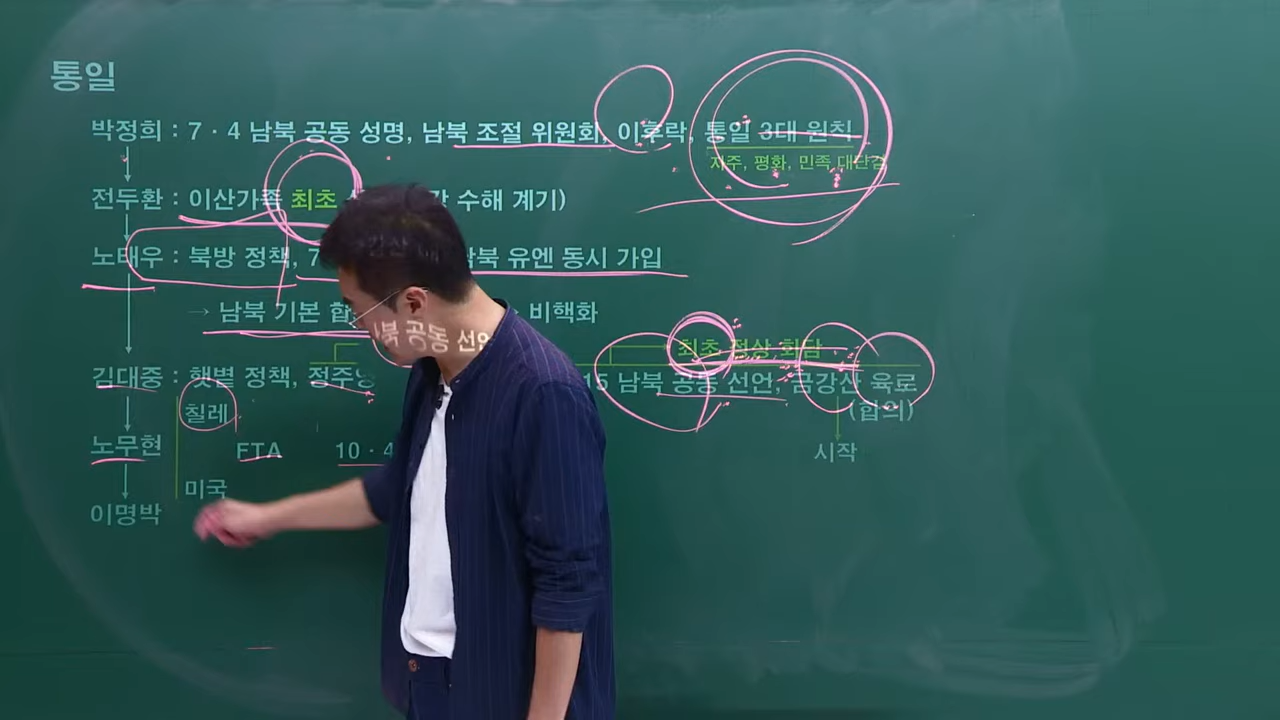 통일
박정희 : 7 · 4 남북 공동 성명, 남북 조절 위원회, 이후락, 통일 3대 원칙
자주, 평화, 민족 대단결
전두환 : 이산가족 최초 수해 계기)
노태우 : 북방 정책, 7 남북 유엔 동시 가입
→ 남북 기본 합 비핵화
최초 정상 회담
김대중 : 햇볕 정책, 정주영 15 남북 공동 선언, 금강산 육로
칠레 (합의)
노무현 FTA 10 · 4 시작
미국
이명박